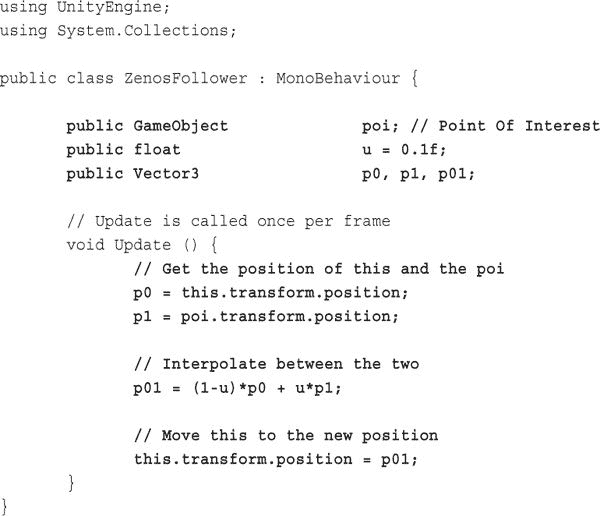 using UnityEngine;
using System.Collections;

public class ZenosFollower : MonoBehaviour {

        public GameObject                poi; // Point Of Interest
        public float                     u = 0.1f;
        public Vector3                   p0, p1, p01;

        // Update is called once per frame
        void Update () {
                // Get the position of this and the poi
                p0 = this.transform.position;
                p1 = poi.transform.position;

                // Interpolate between the two
                p01 = (1-u)*p0 + u*p1;

                // Move this to the new position
                this.transform.position = p01;
        }
}